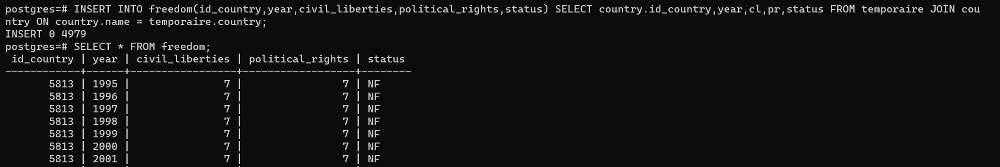 postgres=# INSERT INTO freedom(id_country,year,civil_liberties,political_rights,status) SELECT country.id_country,year,cl,pr,status FROM temporaire JOIN cou
ntry ON country.name = temporaire.country;
INSERT 0 4979
postgres=# SELECT * FROM freedom;
 id_country | year | civil_liberties | political_rights | status
------------+------+-----------------+------------------+--------
       5813 | 1995 |               7 |                7 | NF
       5813 | 1996 |               7 |                7 | NF
       5813 | 1997 |               7 |                7 | NF
       5813 | 1998 |               7 |                7 | NF
       5813 | 1999 |               7 |                7 | NF
       5813 | 2000 |               7 |                7 | NF
       5813 | 2001 |               7 |                7 | NF